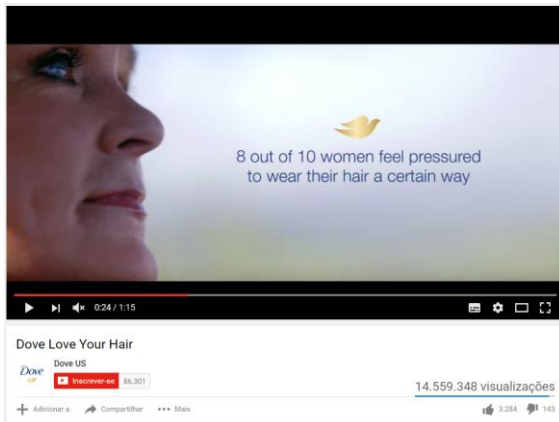 8 out of 10 women feel pressured
to wear their hair a certain way
0:24 / 1:15
Dove Love Your Hair
Dove
Dove US
Inscrever-se 86.301
14.559.348 visualizações
Adicionar a Compartilhar Mais
3.284 143